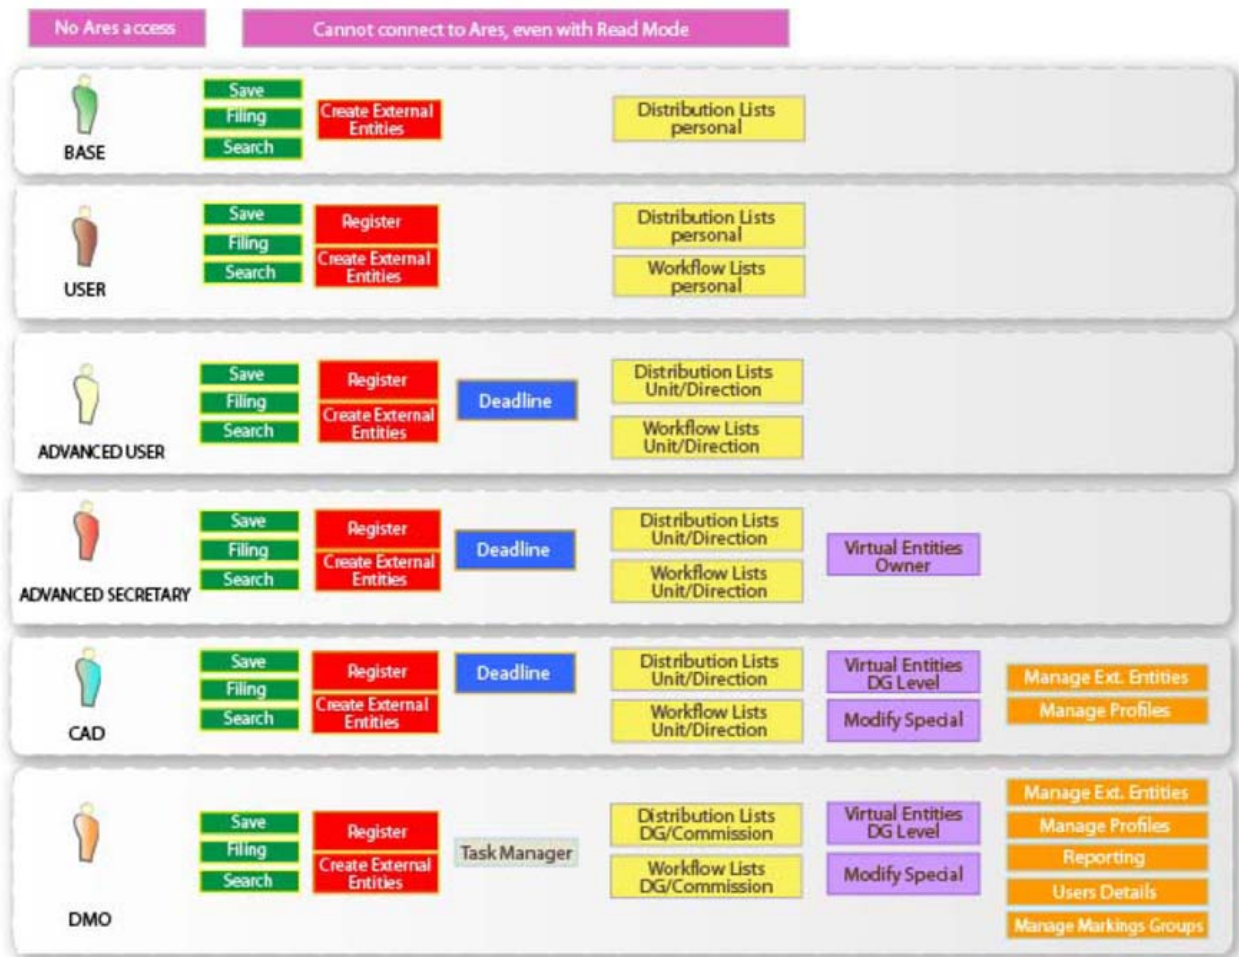 No Ares access
Cannot connect to Ares, even with Read Mode
BASE
Save
Filing
Search
Create External
Entities
Distribution Lists
personal
USER
Save
Filing
Search
Register
Create External
Entities
Distribution Lists
personal
Workflow Lists
personal
ADVANCED USER
Save
Filing
Search
Register
Create External
Entities
Deadline
Distribution Lists
Unit/Direction
Workflow Lists
Unit/Direction
ADVANCED SECRETARY
Save
Filing
Search
Register
Create External
Entities
Deadline
Distribution Lists
Unit/Direction
Workflow Lists
Unit/Direction
Virtual Entities
Owner
CAD
Save
Filing
Search
Register
Create External
Entities
Deadline
Distribution Lists
Unit/Direction
Workflow Lists
Unit/Direction
Virtual Entities
DG Level
Modify Special
Manage Ext. Entities
Manage Profiles
DMO
Save
Filing
Search
Register
Create External
Entities
Task Manager
Distribution Lists
DG/Commission
Workflow Lists
DG/Commission
Virtual Entities
DG Level
Modify Special
Manage Ext. Entities
Manage Profiles
Reporting
Users Details
Manage Markings Groups